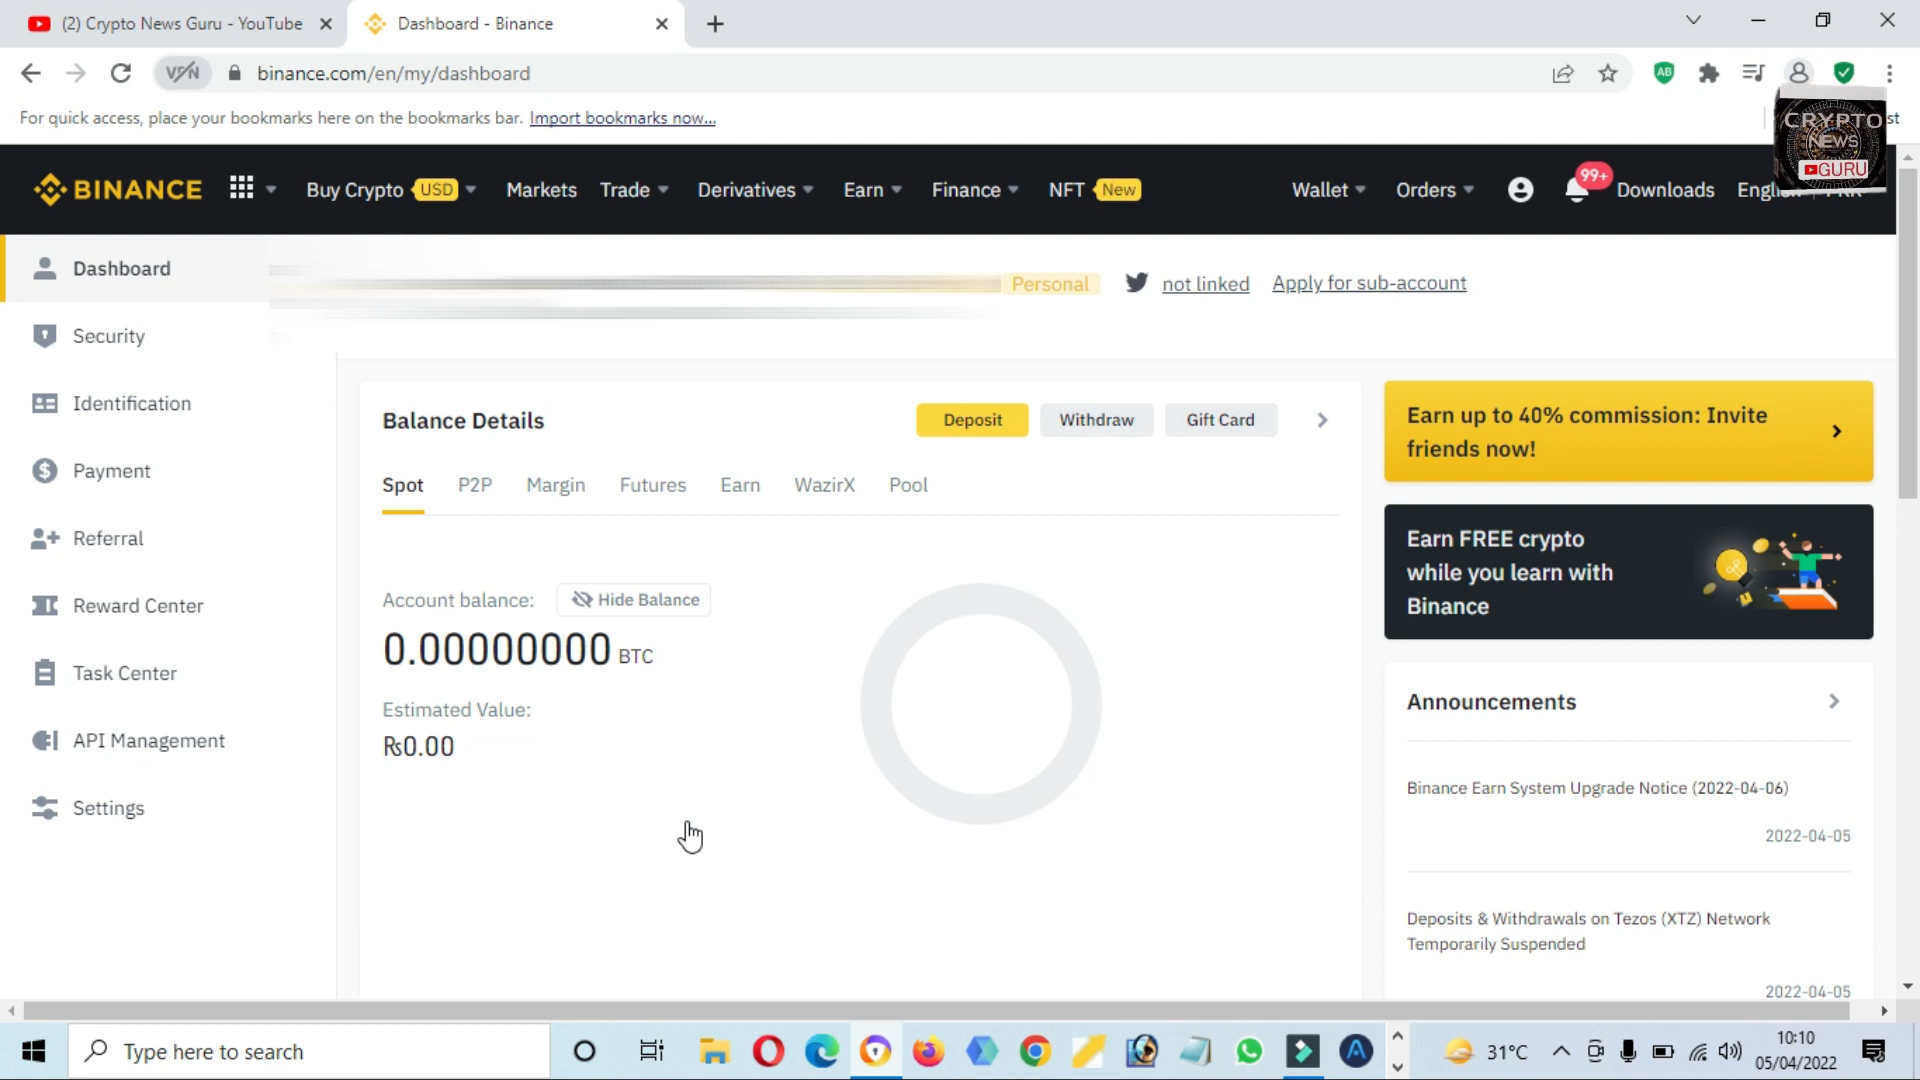 (2) Crypto News Guru - YouTube
Dashboard - Binance
VPN
binance.com/en/my/dashboard
AB
For quick access, place your bookmarks here on the bookmarks bar. Import bookmarks now...
st
CRYPTO
NEWS
GURU
BINANCE
Buy Crypto USD
Markets
Trade
Derivatives
Earn
Finance
NFT New
Wallet
Orders
99+
Downloads
English
Dashboard
Security
Identification
Payment
Referral
Reward Center
Task Center
API Management
Settings
Personal
not linked
Apply for sub-account
Balance Details
Deposit
Withdraw
Gift Card
Spot
P2P
Margin
Futures
Earn
WazirX
Pool
Account balance:
Hide Balance
0.00000000 BTC
Estimated Value:
₨0.00
Earn up to 40% commission: Invite
friends now!
Earn FREE crypto
while you learn with
Binance
Announcements
Binance Earn System Upgrade Notice (2022-04-06)
2022-04-05
Deposits & Withdrawals on Tezos (XTZ) Network
Temporarily Suspended
2022-04-05
Type here to search
31°C
10:10
05/04/2022